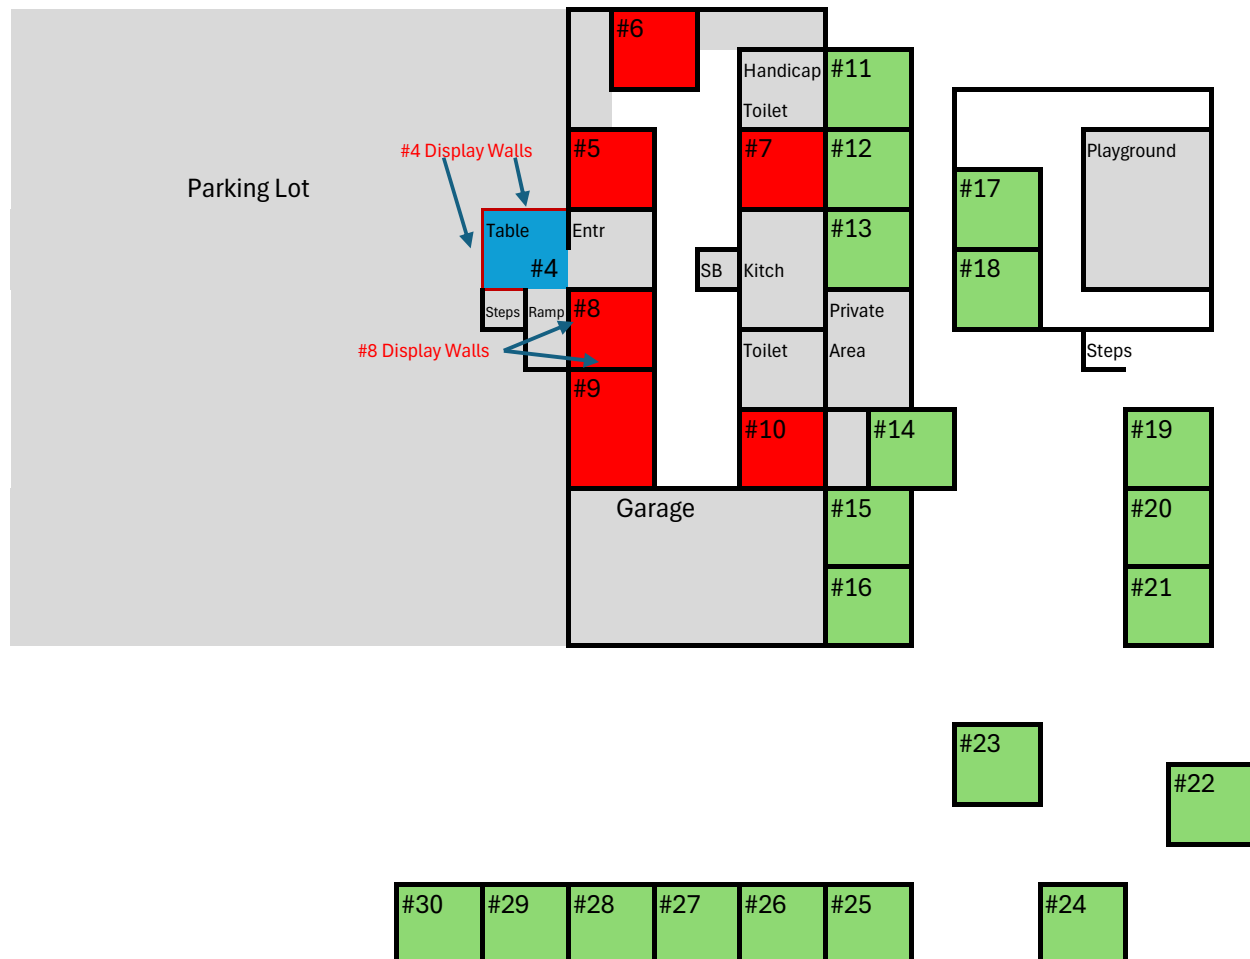 #6
Handicap
Toilet
#11
#4 Display Walls
#5
#7
#12
Playground
Parking Lot
#17
Table
#4
Entr
#13
SB
Kitch
#18
Steps
Ramp
#8
Private
Area
#8 Display Walls
Toilet
Steps
#9
#10
#14
#19
Garage
#15
#20
#16
#21
#23
#22
#30
#29
#28
#27
#26
#25
#24